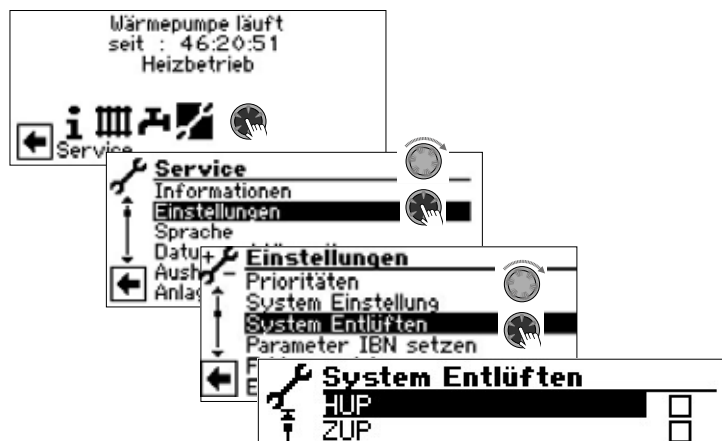 Wärmepumpe läuft
seit : 46:20:51
Heizbetrieb
Service
Service
Informationen
Einstellungen
Sprache
Einstellungen
Prioritäten
System Einstellung
System Entlüften
Parameter IBN setzen
System Entlüften
HUP
ZUP